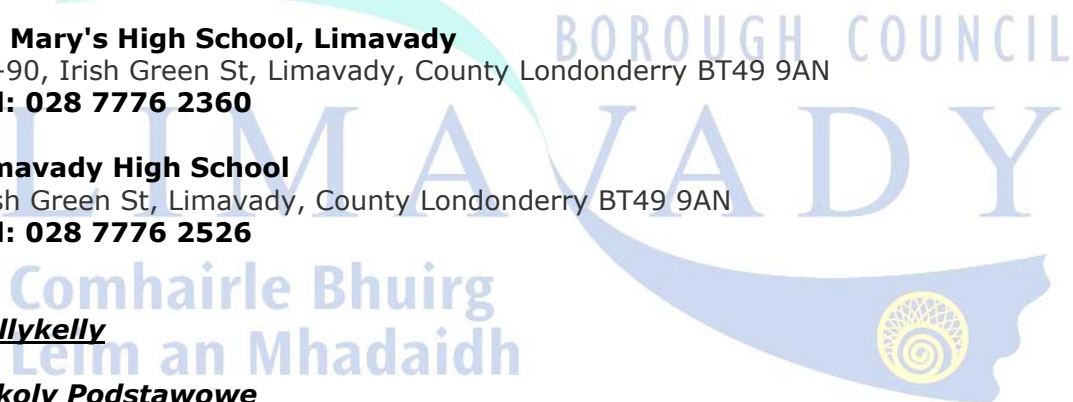 BOROUGH COUNCIL
Mary's High School, Limavady
-90, Irish Green St, Limavady, County Londonderry BT49 9AN
l: 028 7776 2360
LIMAVADY
mavady High School
sh Green St, Limavady, County Londonderry BT49 9AN
l: 028 7776 2526
Comhairle Bhuirg
llykelly
Léim an Mhadaidh
koly Podstawowe